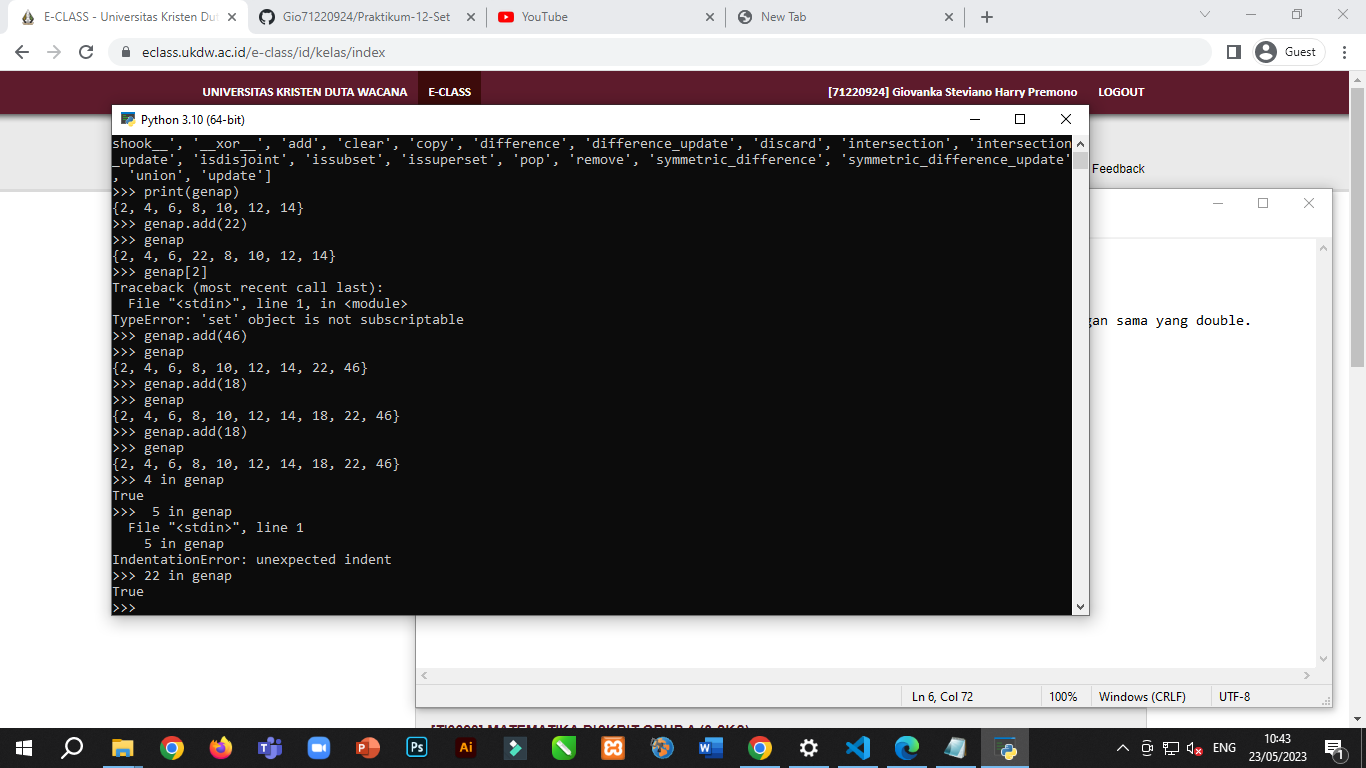 E-CLASS - Universitas Kristen Dut
Gio71220924/Praktikum-12-Set
YouTube
New Tab
eclass.ukdw.ac.id/e-class/id/kelas/index
Guest
UNIVERSITAS KRISTEN DUTA WACANA
E-CLASS
[71220924] Giovanka Steviano Harry Premono
LOGOUT
Python 3.10 (64-bit)
shook__', '__xor__', 'add', 'clear', 'copy', 'difference', 'difference_update', 'discard', 'intersection', 'intersection
_update', 'isdisjoint', 'issubset', 'issuperset', 'pop', 'remove', 'symmetric_difference', 'symmetric_difference_update'
, 'union', 'update']
>>> print(genap)
{2, 4, 6, 8, 10, 12, 14}
>>> genap.add(22)
>>> genap
{2, 4, 6, 22, 8, 10, 12, 14}
>>> genap[2]
Traceback (most recent call last):
  File "<stdin>", line 1, in <module>
TypeError: 'set' object is not subscriptable
>>> genap.add(46)
>>> genap
{2, 4, 6, 8, 10, 12, 14, 22, 46}
>>> genap.add(18)
>>> genap
{2, 4, 6, 8, 10, 12, 14, 18, 22, 46}
>>> genap.add(18)
>>> genap
{2, 4, 6, 8, 10, 12, 14, 18, 22, 46}
>>> 4 in genap
True
>>>  5 in genap
  File "<stdin>", line 1
    5 in genap
IndentationError: unexpected indent
>>> 22 in genap
True
>>>
Feedback
gan sama yang double.
Ln 6, Col 72
100%
Windows (CRLF)
UTF-8
MATEMATIKA DISKRIT GRUP A
ENG
10:43
23/05/2023
1